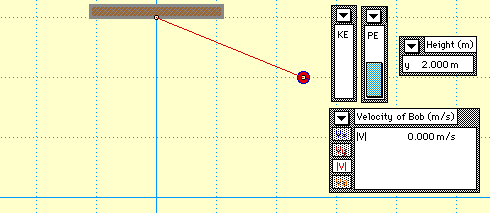 KE
PE
Height (m)
y 2.000 m
Velocity of Bob (m/s)
|V| 0.000 m/s
|V|